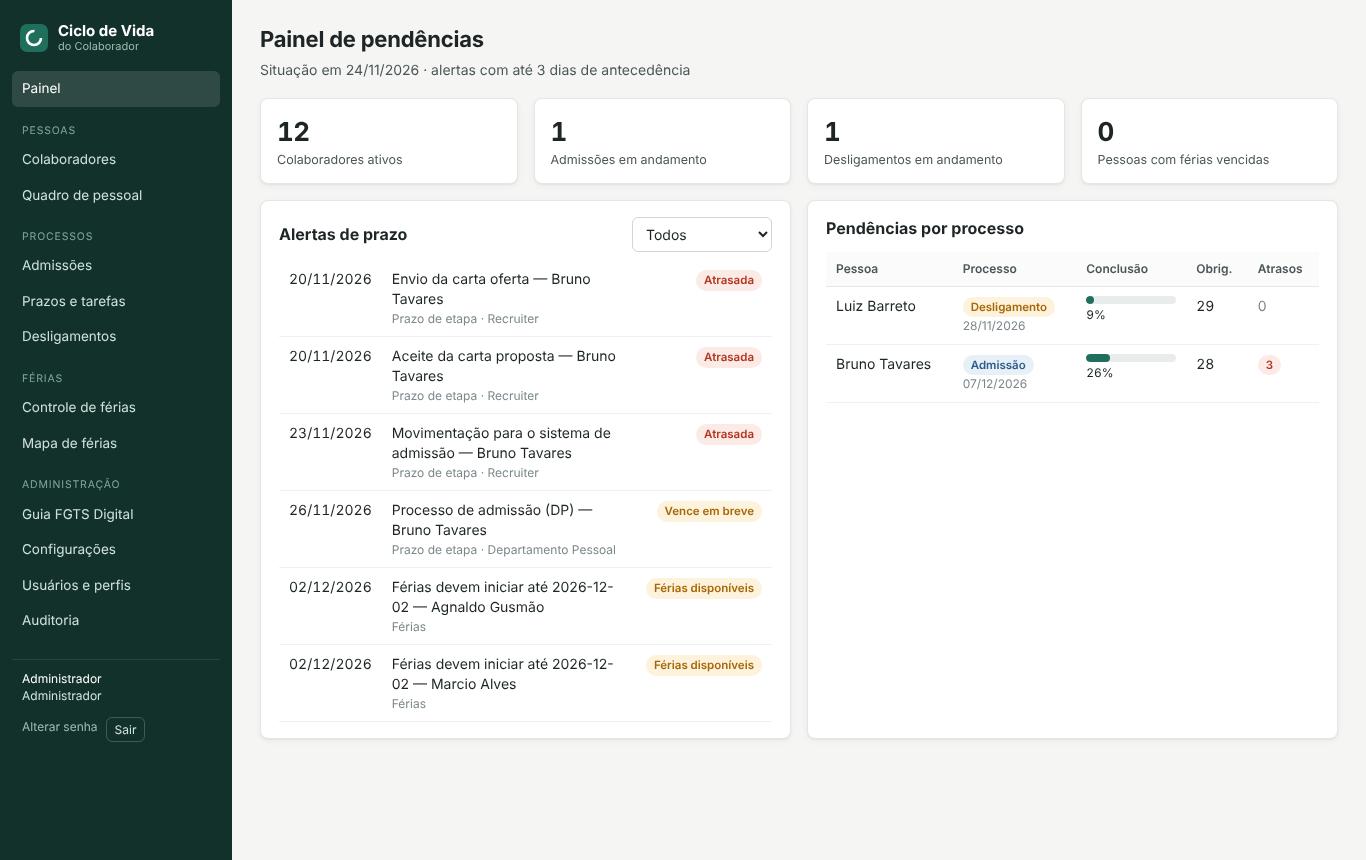 Ciclo de Vida
do Colaborador
Painel
PESSOAS
Colaboradores
Quadro de pessoal
PROCESSOS
Admissões
Prazos e tarefas
Desligamentos
FÉRIAS
Controle de férias
Mapa de férias
ADMINISTRAÇÃO
Guia FGTS Digital
Configurações
Usuários e perfis
Auditoria
Administrador
Administrador
Alterar senha
Sair
Painel de pendências
Situação em 24/11/2026 · alertas com até 3 dias de antecedência
12
Colaboradores ativos
1
Admissões em andamento
1
Desligamentos em andamento
0
Pessoas com férias vencidas
Alertas de prazo
Todos
20/11/2026 Envio da carta oferta — Bruno Atrasada
Tavares
Prazo de etapa · Recruiter
20/11/2026 Aceite da carta proposta — Bruno Atrasada
Tavares
Prazo de etapa · Recruiter
23/11/2026 Movimentação para o sistema de Atrasada
admissão — Bruno Tavares
Prazo de etapa · Recruiter
26/11/2026 Processo de admissão (DP) — Vence em breve
Bruno Tavares
Prazo de etapa · Departamento Pessoal
02/12/2026 Férias devem iniciar até 2026-12- Férias disponíveis
02 — Agnaldo Gusmão
Férias
02/12/2026 Férias devem iniciar até 2026-12- Férias disponíveis
02 — Marcio Alves
Férias
Pendências por processo
Pessoa Processo Conclusão Obrig. Atrasos
Luiz Barreto Desligamento 29 0
28/11/2026 9%
Bruno Tavares Admissão 28 3
07/12/2026 26%